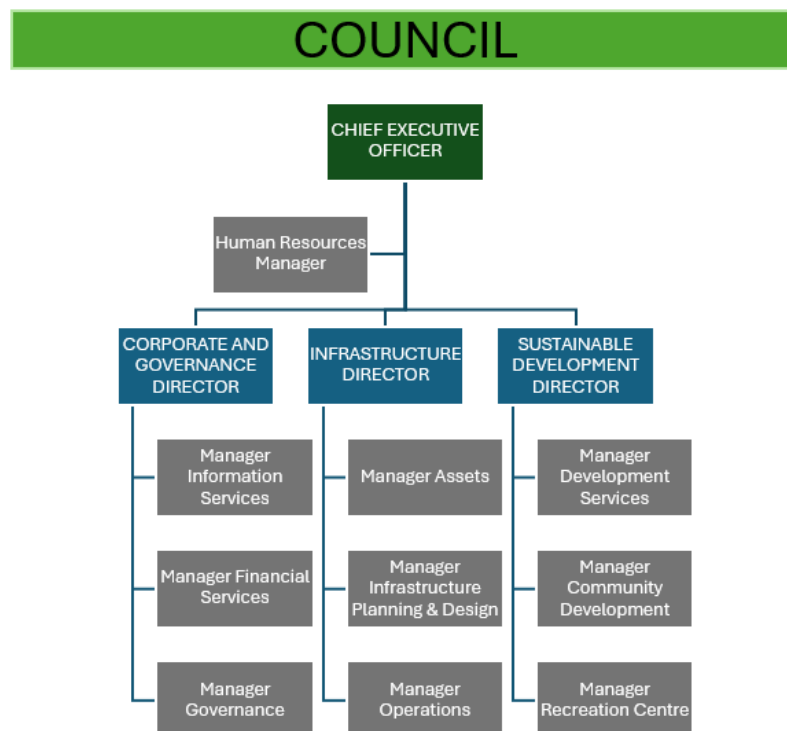 COUNCIL
CHIEF EXECUTIVE
OFFICER
Human Resources
Manager
CORPORATE AND
GOVERNANCE
DIRECTOR
INFRASTRUCTURE
DIRECTOR
SUSTAINABLE
DEVELOPMENT
DIRECTOR
Manager
Information
Services
Manager Assets
Manager
Development
Services
Manager Financial
Services
Manager
Infrastructure
Planning & Design
Manager
Community
Development
Manager
Governance
Manager
Operations
Manager
Recreation Centre